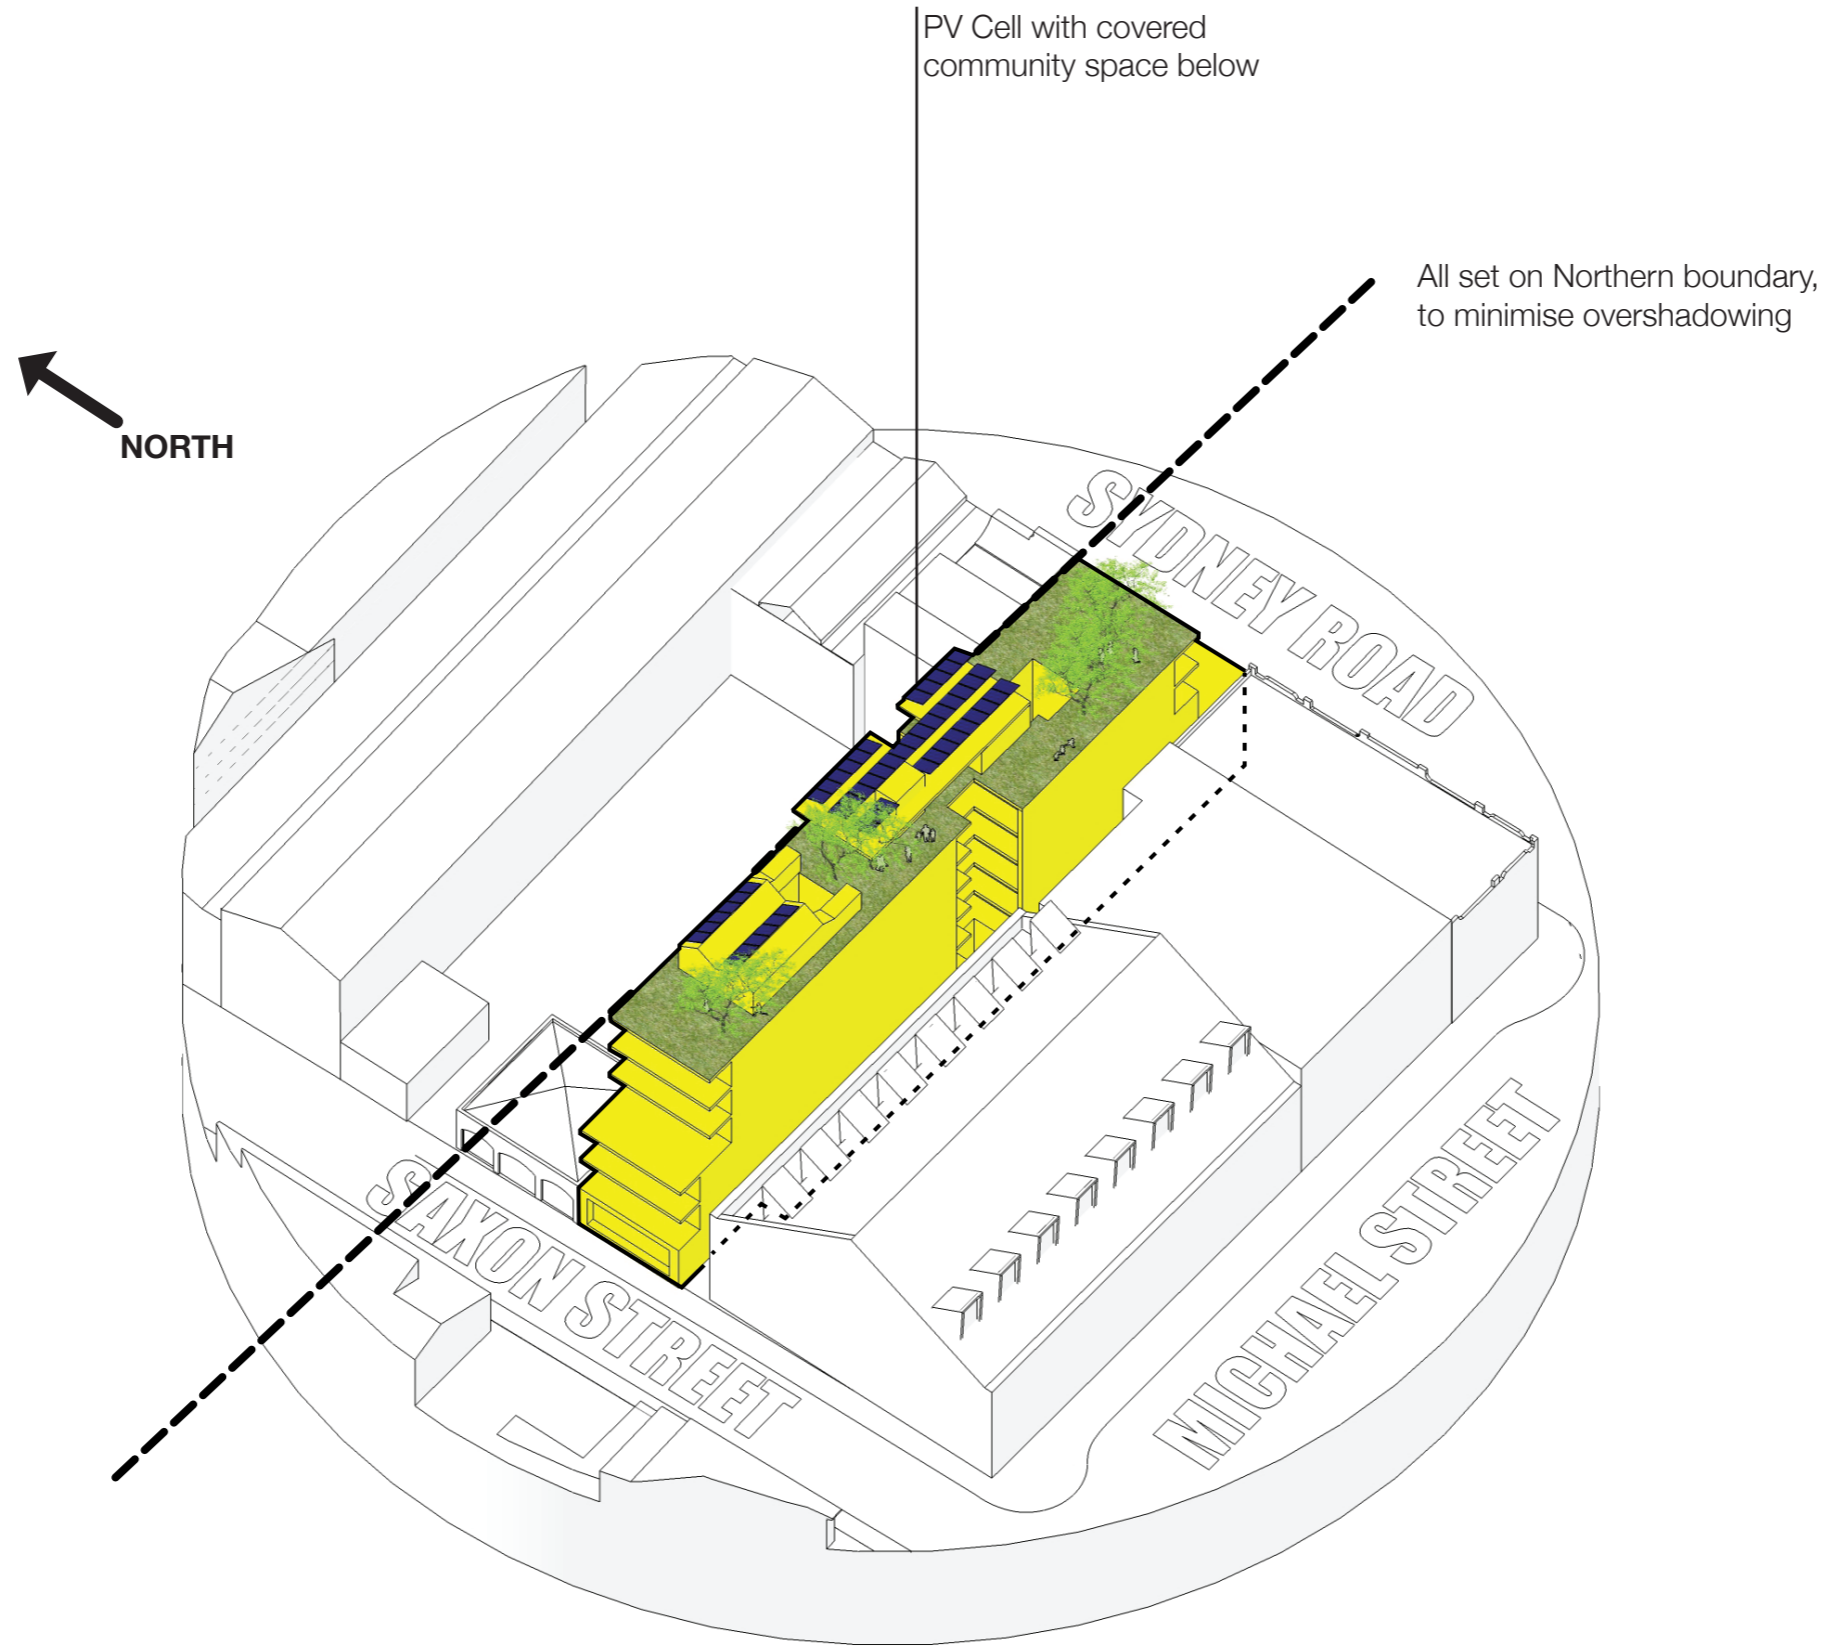 PV Cell with covered
community space below
All set on Northern boundary,
to minimise overshadowing
NORTH
SYDNEY ROAD
SAXON STREET
MICHAEL STREET